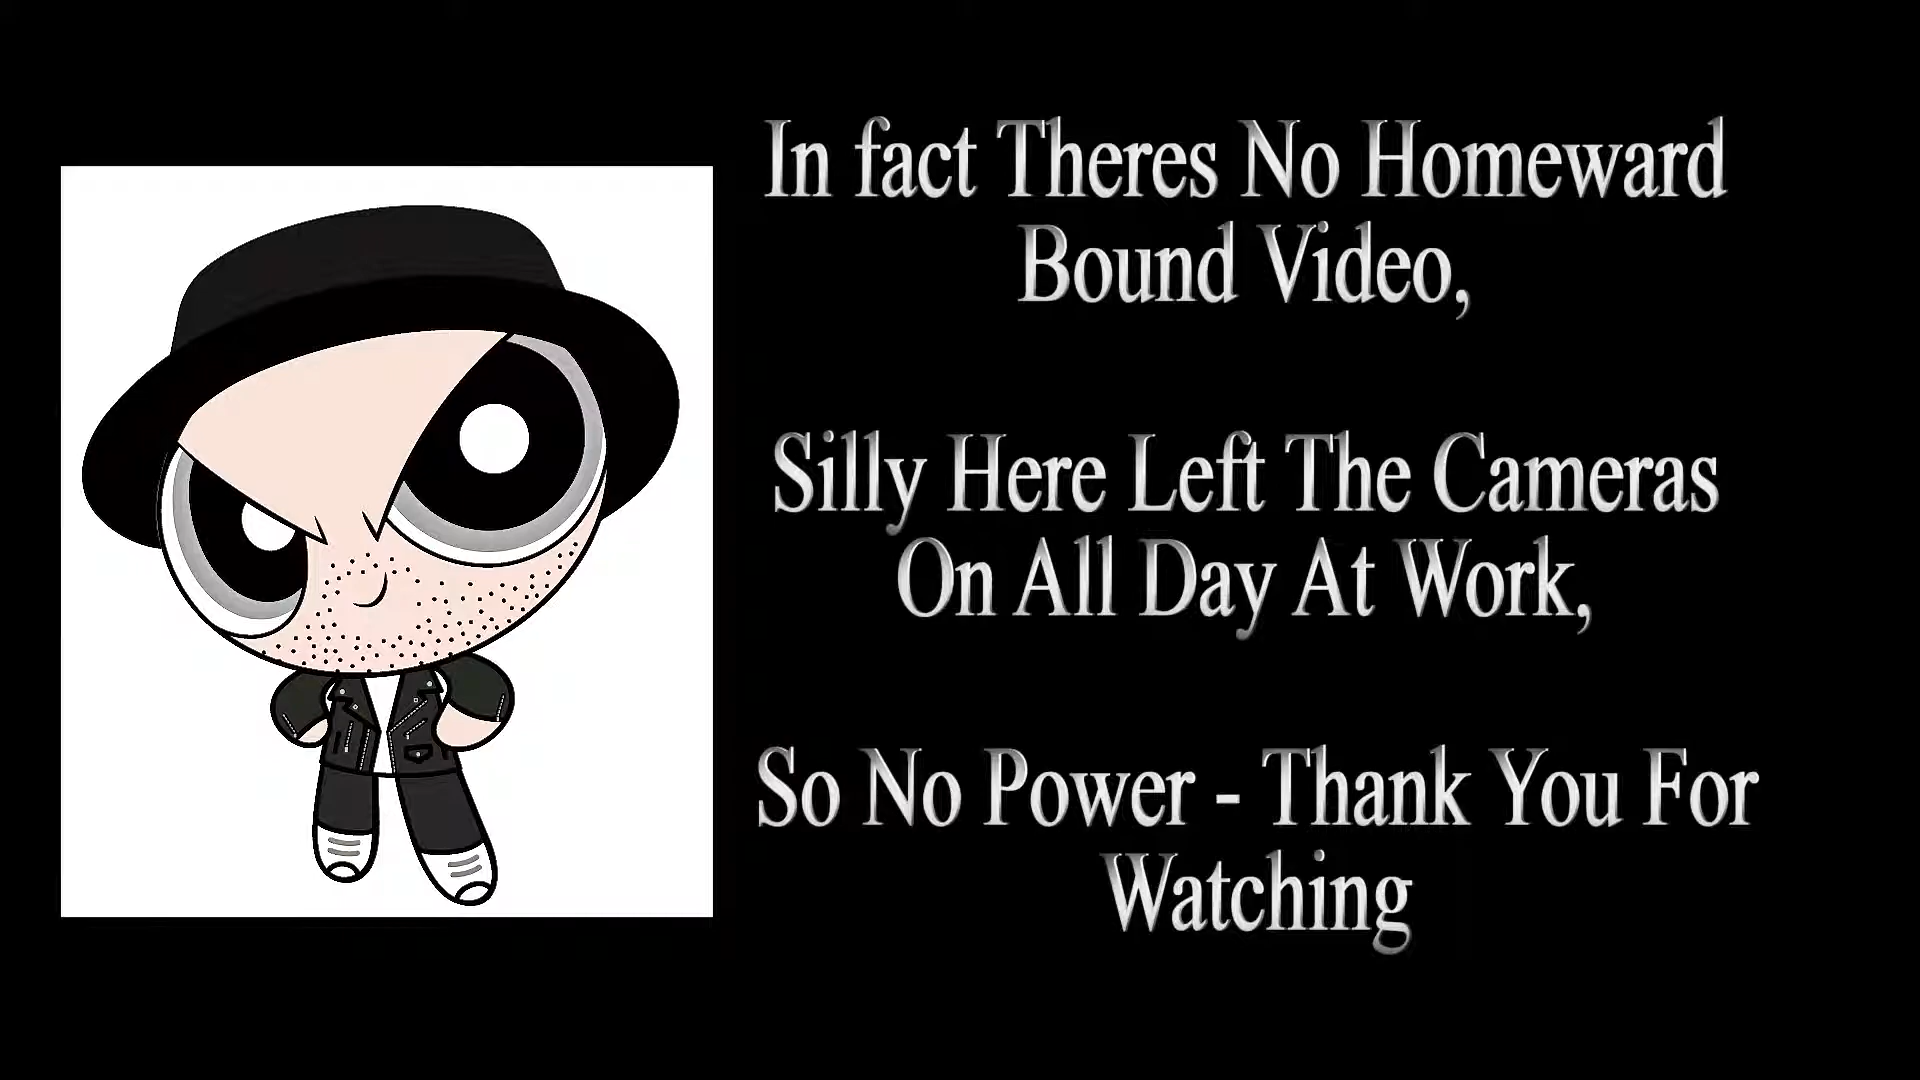 In fact Theres No Homeward
Bound Video,
Silly Here Left The Cameras
On All Day At Work,
So No Power - Thank You For
Watching